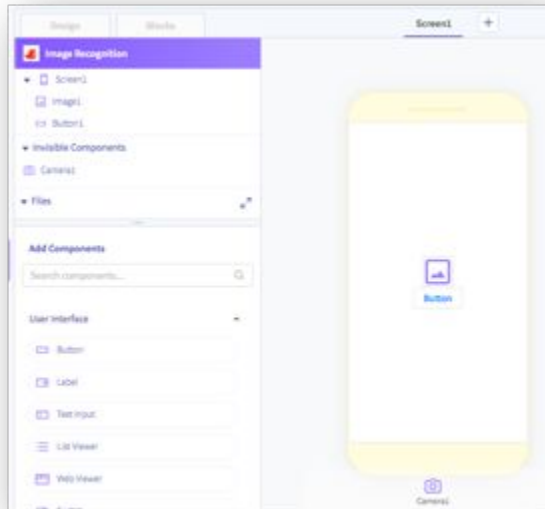 Design Blocks Screen1 +
Image Recognition
Screen1
Image1
Button1
Invisible Components
Camera1
Files
Add Components
Search components...
User Interface
Button
Label
Text Input
List Viewer
Web Viewer
Button
Camera1